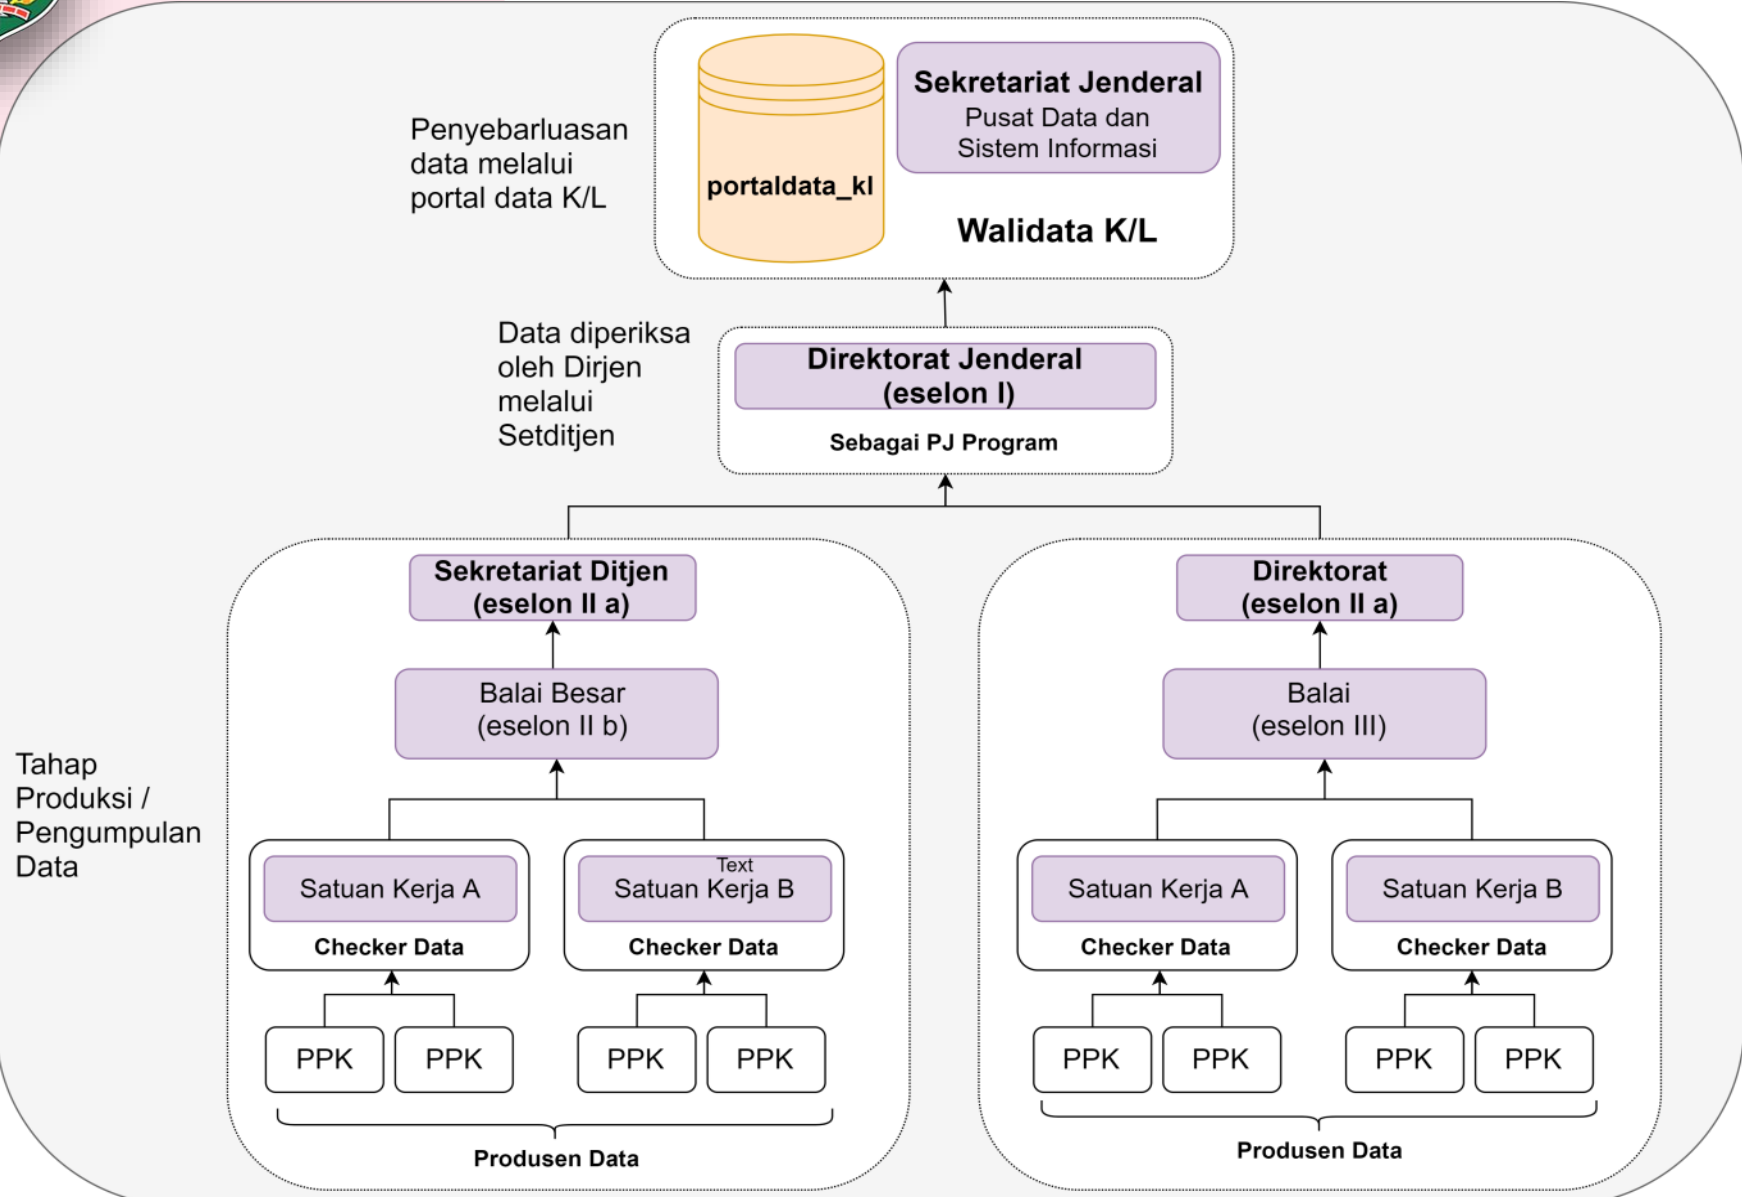 Sekretariat Jenderal
Pusat Data dan
Sistem Informasi
portaldata_kl
Walidata K/L
Penyebarluasan
data melalui
portal data K/L
Data diperiksa
oleh Dirjen
melalui
Setditjen
Direktorat Jenderal
(eselon I)
Sebagai PJ Program
Tahap
Produksi /
Pengumpulan
Data
Sekretariat Ditjen
(eselon II a)
Balai Besar
(eselon II b)
Satuan Kerja A
Checker Data
Text
Satuan Kerja B
Checker Data
PPK
PPK
PPK
PPK
Produsen Data
Direktorat
(eselon II a)
Balai
(eselon III)
Satuan Kerja A
Checker Data
Satuan Kerja B
Checker Data
PPK
PPK
PPK
PPK
Produsen Data